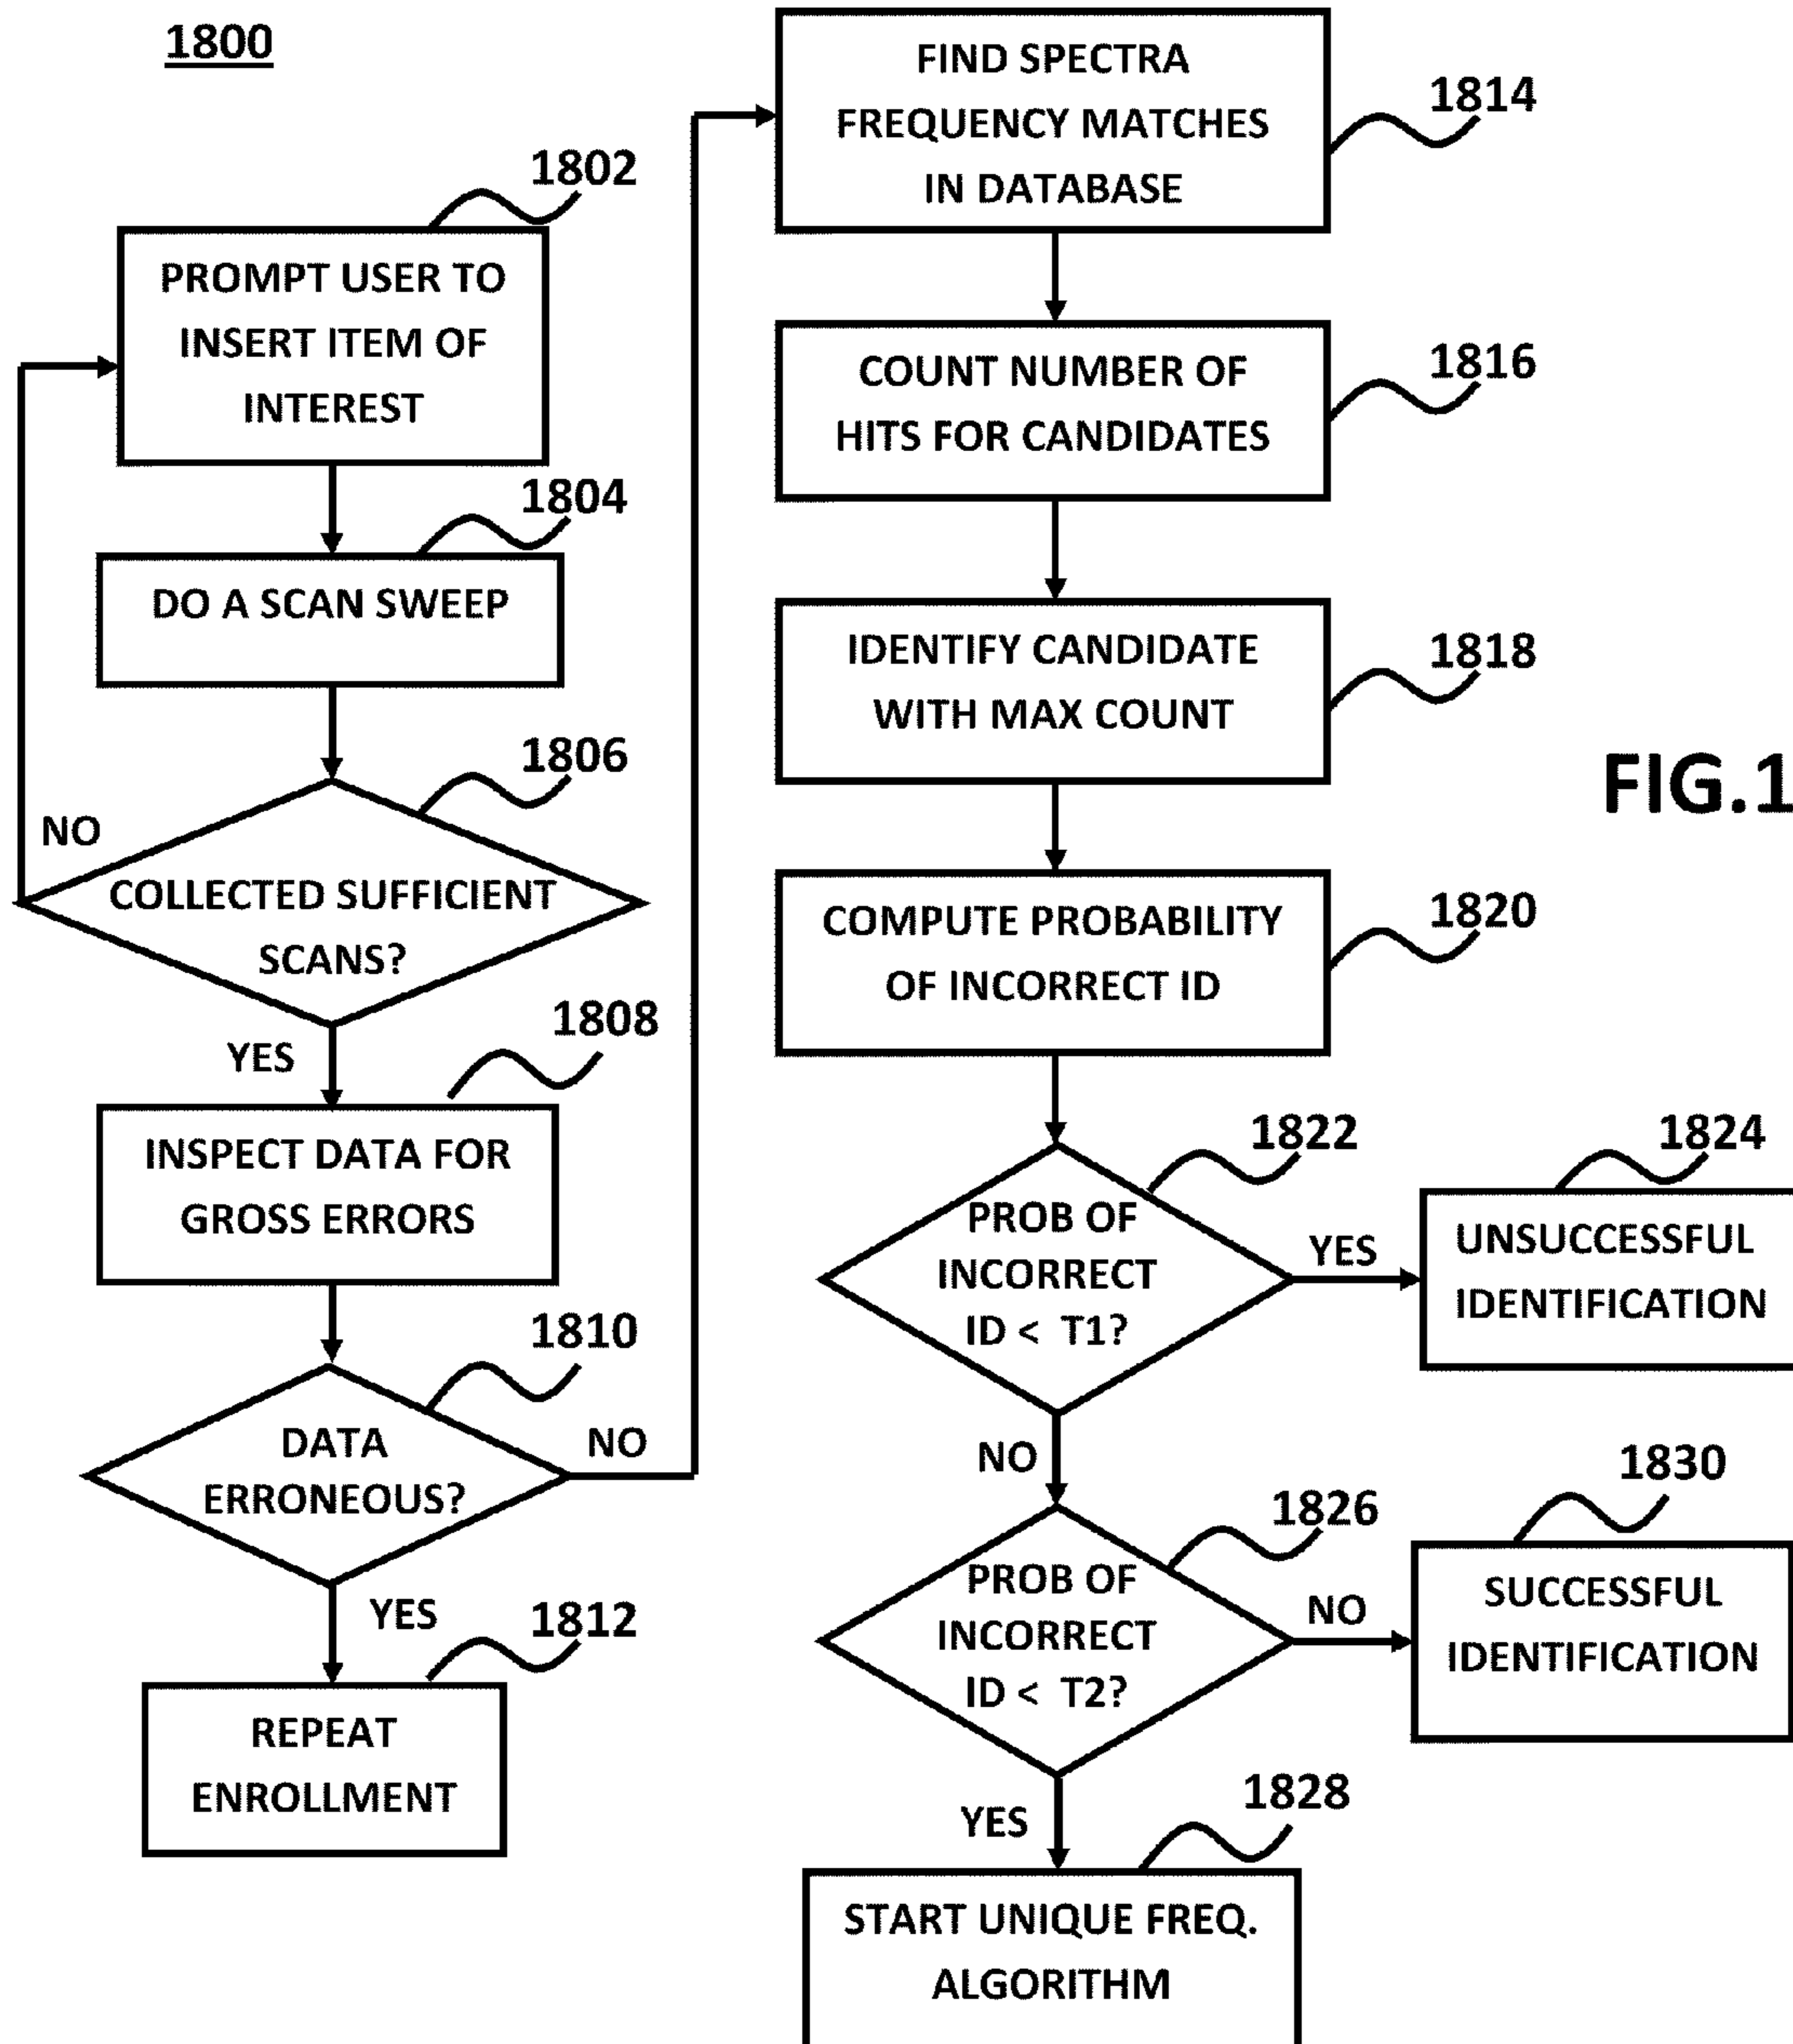 1800
1802
PROMPT USER TO
INSERT ITEM OF
INTEREST
1804
DO A SCAN SWEEP
1806
NO
COLLECTED SUFFICIENT
SCANS?
YES
1808
INSPECT DATA FOR
GROSS ERRORS
1810
DATA
ERRONEOUS?
NO
YES
1812
REPEAT
ENROLLMENT
FIND SPECTRA
FREQUENCY MATCHES
IN DATABASE
1814
COUNT NUMBER OF
HITS FOR CANDIDATES
1816
IDENTIFY CANDIDATE
WITH MAX COUNT
1818
FIG.1
COMPUTE PROBABILITY
OF INCORRECT ID
1820
1822
PROB OF
INCORRECT
ID < T1?
YES
1824
UNSUCCESSFUL
IDENTIFICATION
NO
1826
PROB OF
INCORRECT
ID < T2?
NO
1830
SUCCESSFUL
IDENTIFICATION
YES
1828
START UNIQUE FREQ.
ALGORITHM